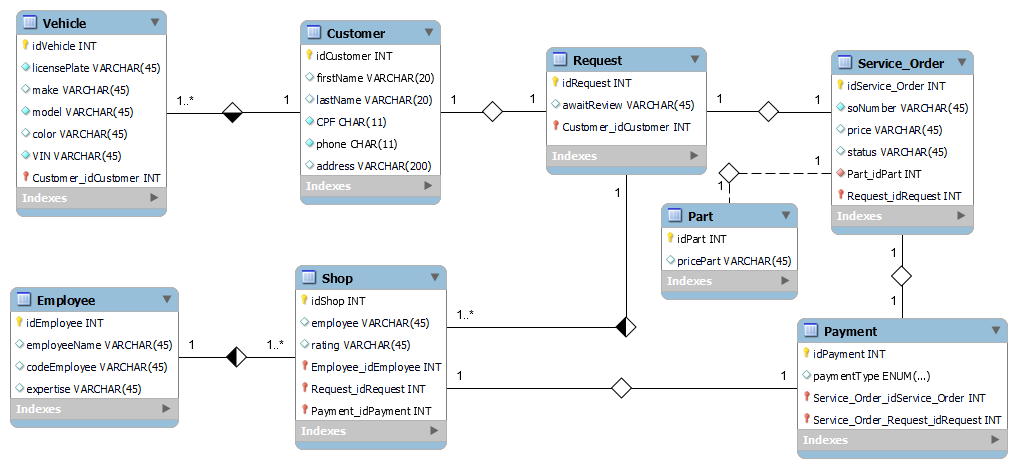 Vehicle
idVehicle INT
licensePlate VARCHAR(45)
make VARCHAR(45)
model VARCHAR(45)
color VARCHAR(45)
VIN VARCHAR(45)
Customer_idCustomer INT
Indexes
1..*
1
Customer
idCustomer INT
firstName VARCHAR(20)
lastName VARCHAR(20)
CPF CHAR(11)
phone CHAR(11)
address VARCHAR(200)
Indexes
1
1
Request
idRequest INT
awaitReview VARCHAR(45)
Customer_idCustomer INT
Indexes
1
1
Service_Order
idService_Order INT
soNumber VARCHAR(45)
price VARCHAR(45)
status VARCHAR(45)
Part_idPart INT
Request_idRequest INT
Indexes
1
1
Part
idPart INT
pricePart VARCHAR(45)
Indexes
1
1..*
1
1
Employee
idEmployee INT
employeeName VARCHAR(45)
codeEmployee VARCHAR(45)
expertise VARCHAR(45)
Indexes
1
1..*
Shop
idShop INT
employee VARCHAR(45)
rating VARCHAR(45)
Employee_idEmployee INT
Request_idRequest INT
Payment_idPayment INT
Indexes
1
1
Payment
idPayment INT
paymentType ENUM(...)
Service_Order_idService_Order INT
Service_Order_Request_idRequest INT
Indexes